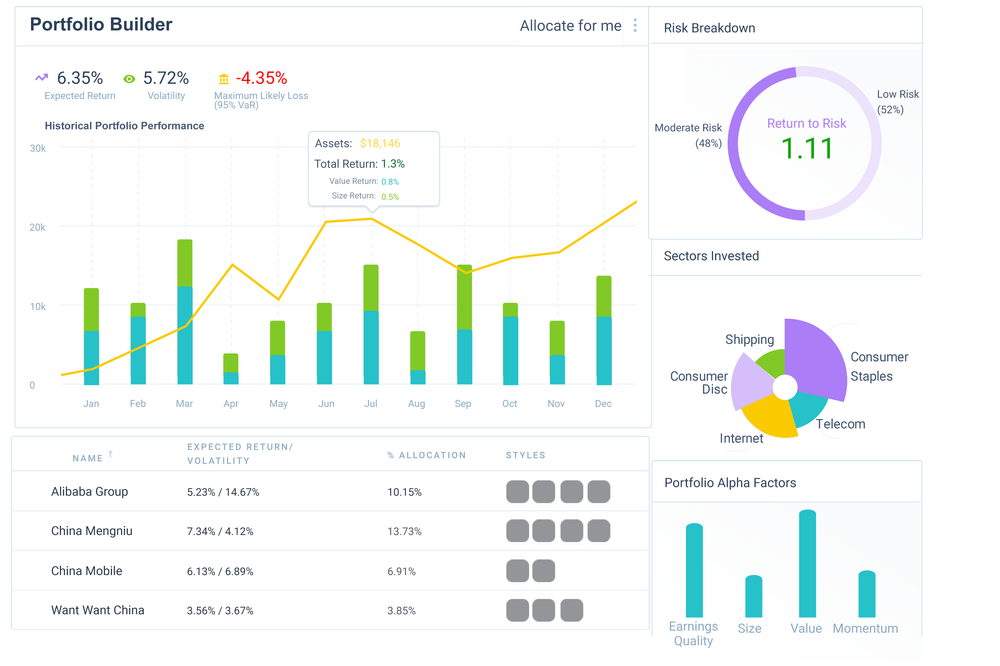 Portfolio Builder
Allocate for me
6.35%
Expected Return
5.72%
Volatility
-4.35%
Maximum Likely Loss
(95% VaR)
Historical Portfolio Performance
30k
20k
10k
0
Assets: $18,146
Total Return: 1.3%
Value Return: 0.8%
Size Return: 0.5%
Jan Feb Mar Apr May Jun Jul Aug Sep Oct Nov Dec
Risk Breakdown
Low Risk
(52%)
Moderate Risk
(48%)
Return to Risk
1.11
Sectors Invested
Shipping
Consumer
Staples
Consumer
Disc
Telecom
Internet
NAME
EXPECTED RETURN/
VOLATILITY
% ALLOCATION
STYLES
Alibaba Group 5.23% / 14.67% 10.15%
China Mengniu 7.34% / 4.12% 13.73%
China Mobile 6.13% / 6.89% 6.91%
Want Want China 3.56% / 3.67% 3.85%
Portfolio Alpha Factors
Earnings
Quality
Size
Value
Momentum